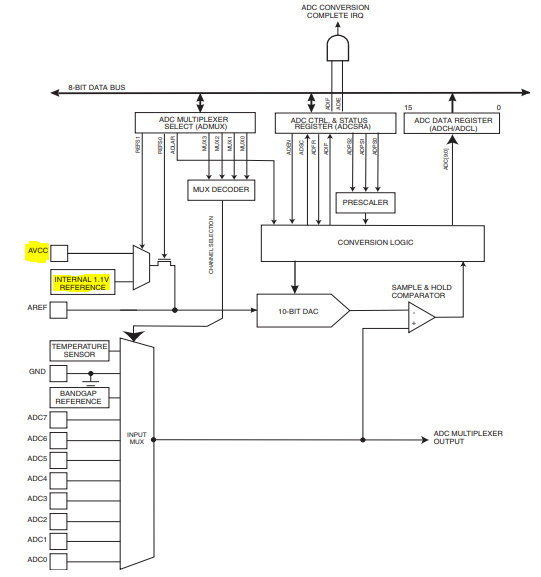 ADC CONVERSION
COMPLETE IRQ
8-BIT DATA BUS
ADIF
ADIE
15
0
ADC MULTIPLEXER
SELECT (ADMUX)
ADC CTRL. & STATUS
REGISTER (ADCSRA)
ADC DATA REGISTER
(ADCH/ADCL)
REFS1
REFS0
ADLAR
MUX3
MUX2
MUX1
MUX0
ADEN
ADSC
ADFR
ADIF
ADPS2
ADPS1
ADPS0
ADC[9:0]
MUX DECODER
PRESCALER
CHANNEL SELECTION
CONVERSION LOGIC
AVCC
INTERNAL 1.1V
REFERENCE
SAMPLE & HOLD
COMPARATOR
AREF
10-BIT DAC
-
+
TEMPERATURE
SENSOR
GND
BANDGAP
REFERENCE
ADC7
ADC6
ADC5
ADC4
ADC3
ADC2
ADC1
ADC0
INPUT
MUX
ADC MULTIPLEXER
OUTPUT